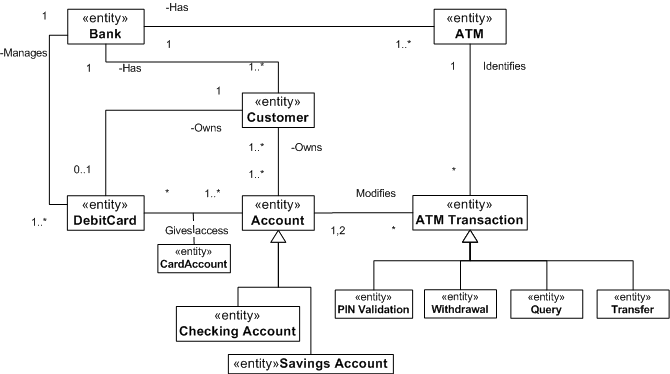 -Has
1
«entity»
Bank
«entity»
ATM
-Manages
1
1..*
1
-Has
1..*
1
Identifies
1
«entity»
Customer
-Owns
1..*
-Owns
0..1
1..*
*
1..*
«entity»
DebitCard
*
1..*
«entity»
Account
Modifies
«entity»
ATM Transaction
Gives access
1,2
*
«entity»
CardAccount
«entity»
PIN Validation
«entity»
Withdrawal
«entity»
Query
«entity»
Transfer
«entity»
Checking Account
«entity»Savings Account